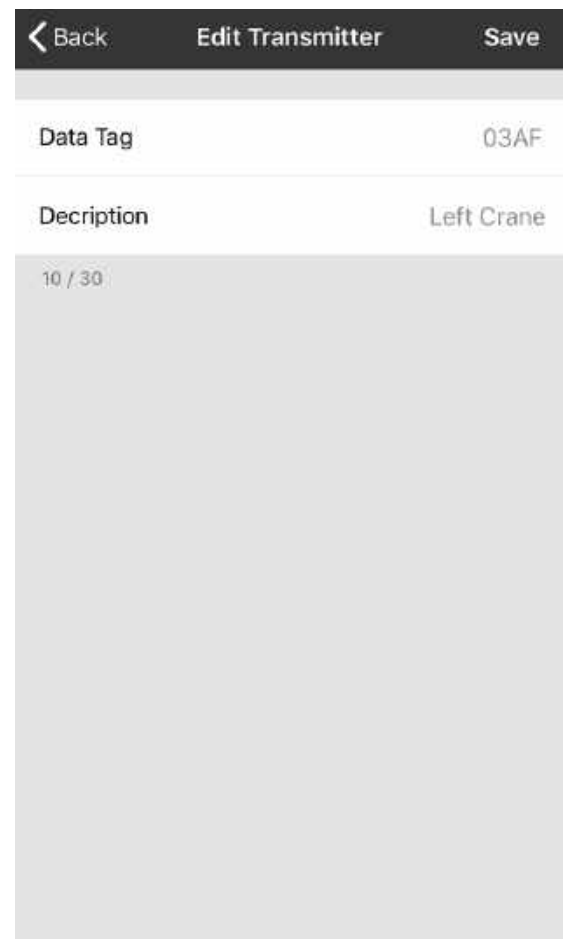 Back Edit Transmitter Save
Data Tag 03AF
Decription Left Crane
10 / 30